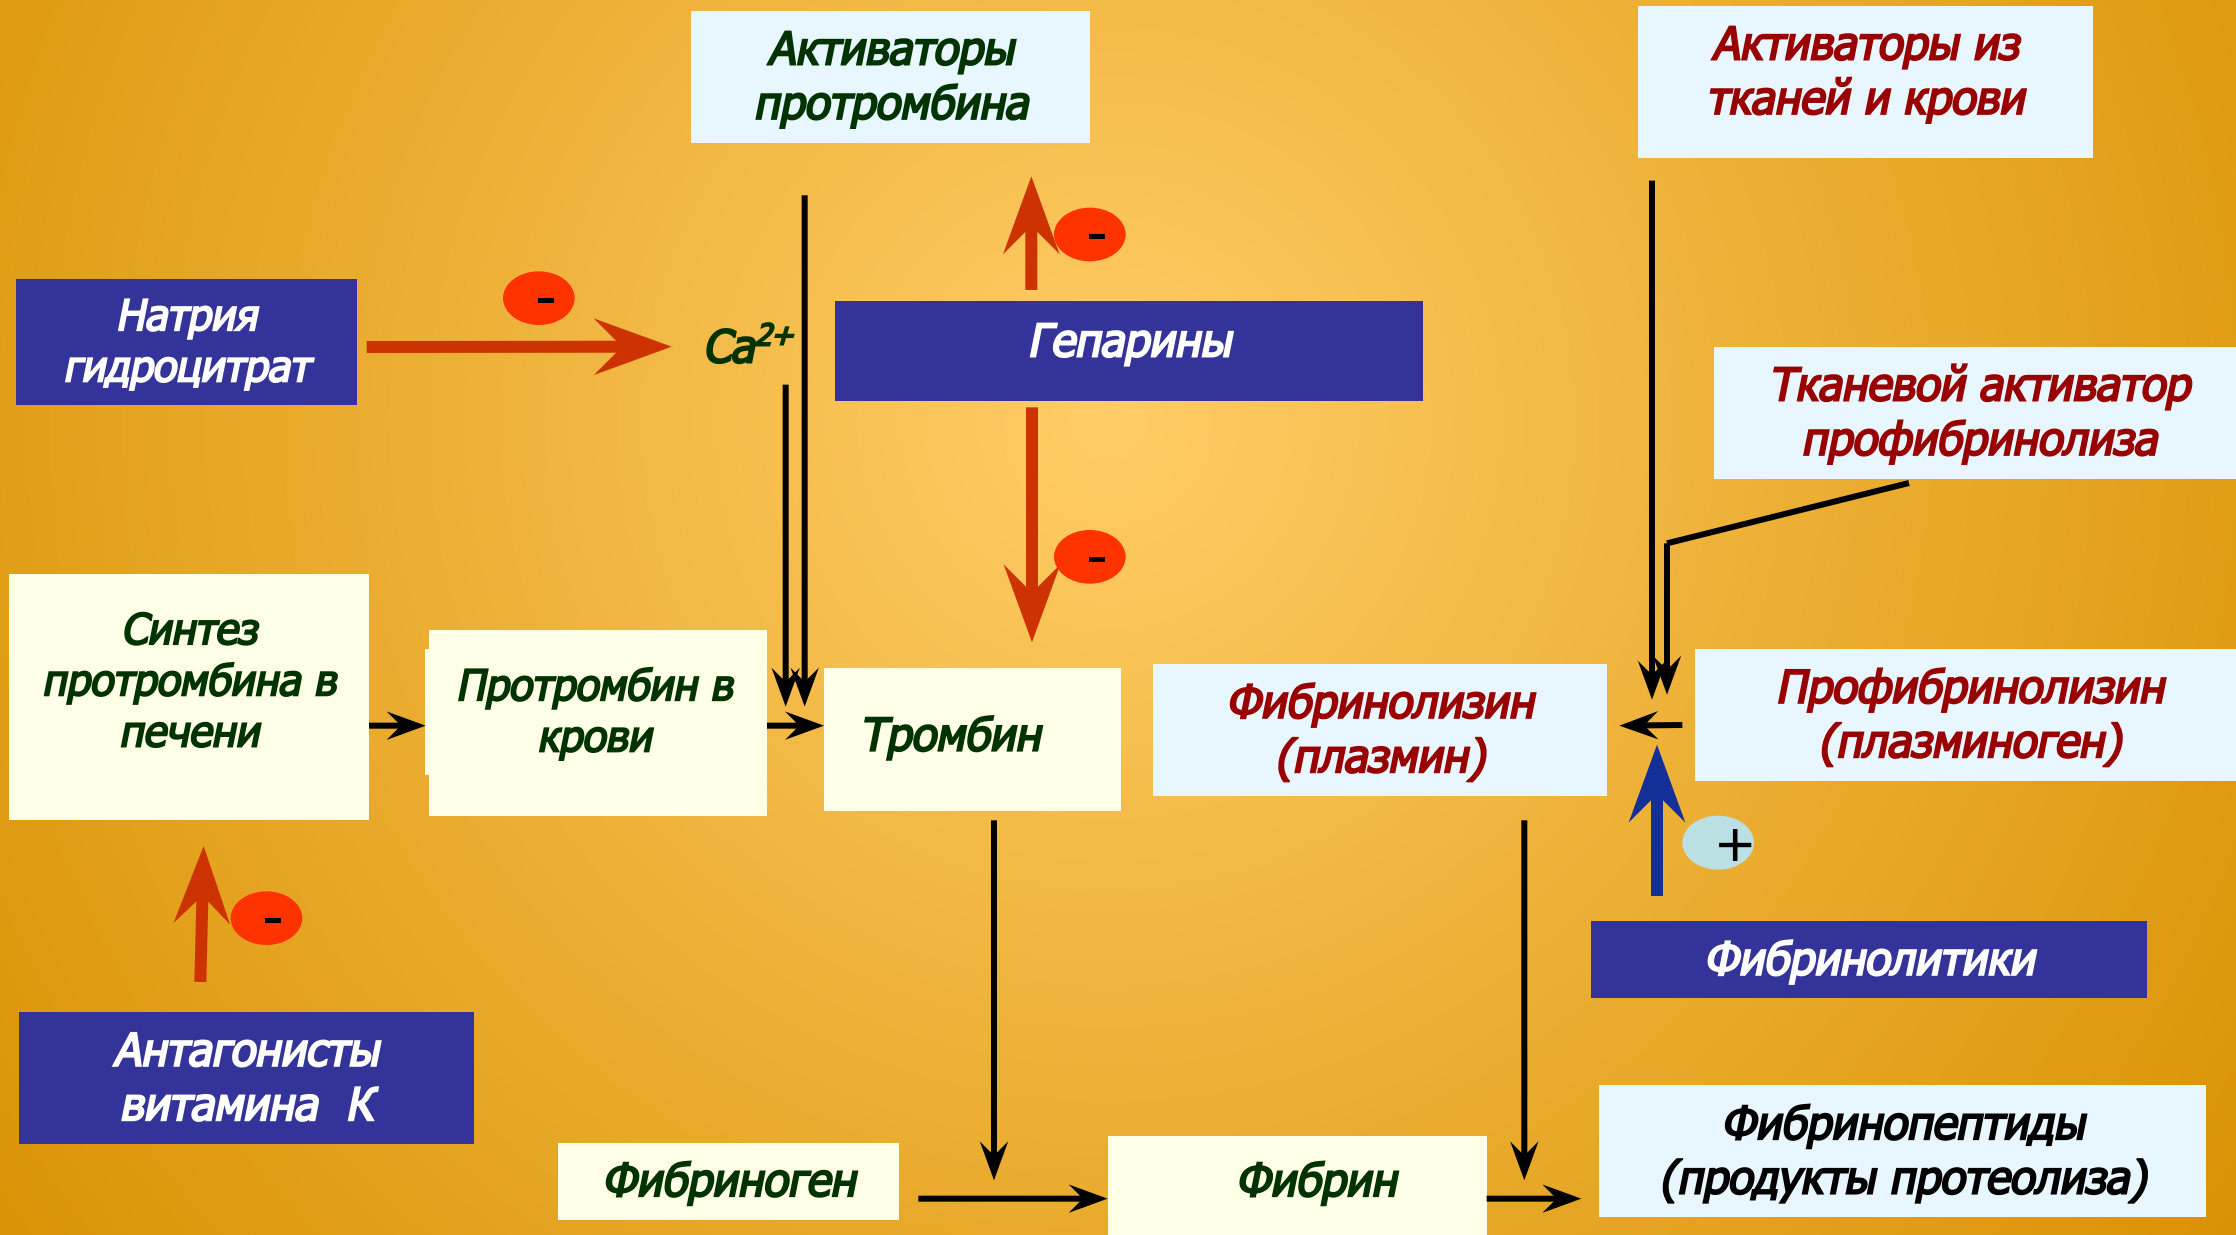 Активаторы
протромбина
Активаторы из
тканей и крови
-
Натрия
гидроцитрат
-
Ca²⁺
Гепарины
Тканевой активатор
профибринолиза
-
Синтез
протромбина в
печени
Протромбин в
крови
Тромбин
Фибринолизин
(плазмин)
Профибринолизин
(плазминоген)
+
-
Фибринолитики
Антагонисты
витамина К
Фибриноген
Фибрин
Фибринопептиды
(продукты протеолиза)